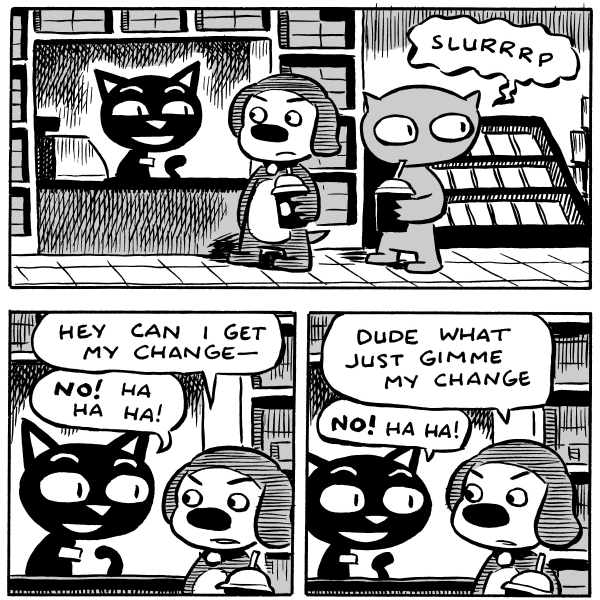 SLURRRP
HEY CAN I GET
MY CHANGE—
NO! HA
HA HA!
DUDE WHAT
JUST GIMME
MY CHANGE
NO! HA HA!